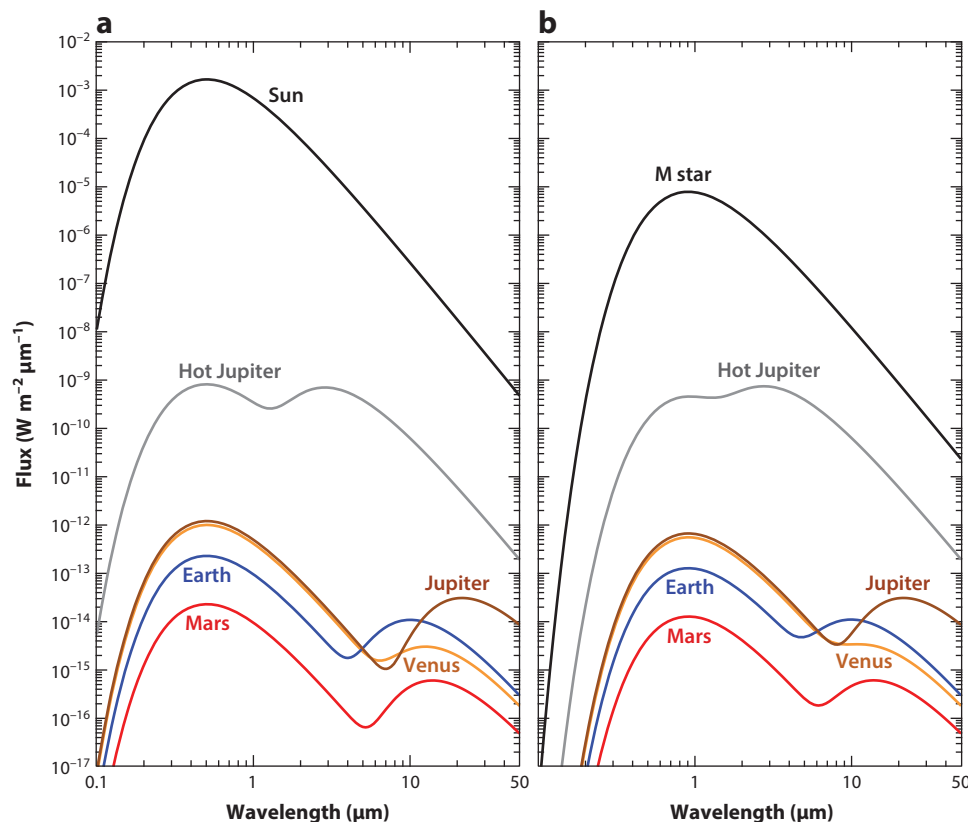 a
b
Flux (W m⁻² µm⁻¹)
10⁻²
10⁻³
10⁻⁴
10⁻⁵
10⁻⁶
10⁻⁷
10⁻⁸
10⁻⁹
10⁻¹⁰
10⁻¹¹
10⁻¹²
10⁻¹³
10⁻¹⁴
10⁻¹⁵
10⁻¹⁶
10⁻¹⁷
Sun
Hot Jupiter
Earth
Mars
Jupiter
Venus
0.1 1 10 50
Wavelength (µm)
M star
Hot Jupiter
Earth
Mars
Jupiter
Venus
1 10 50
Wavelength (µm)